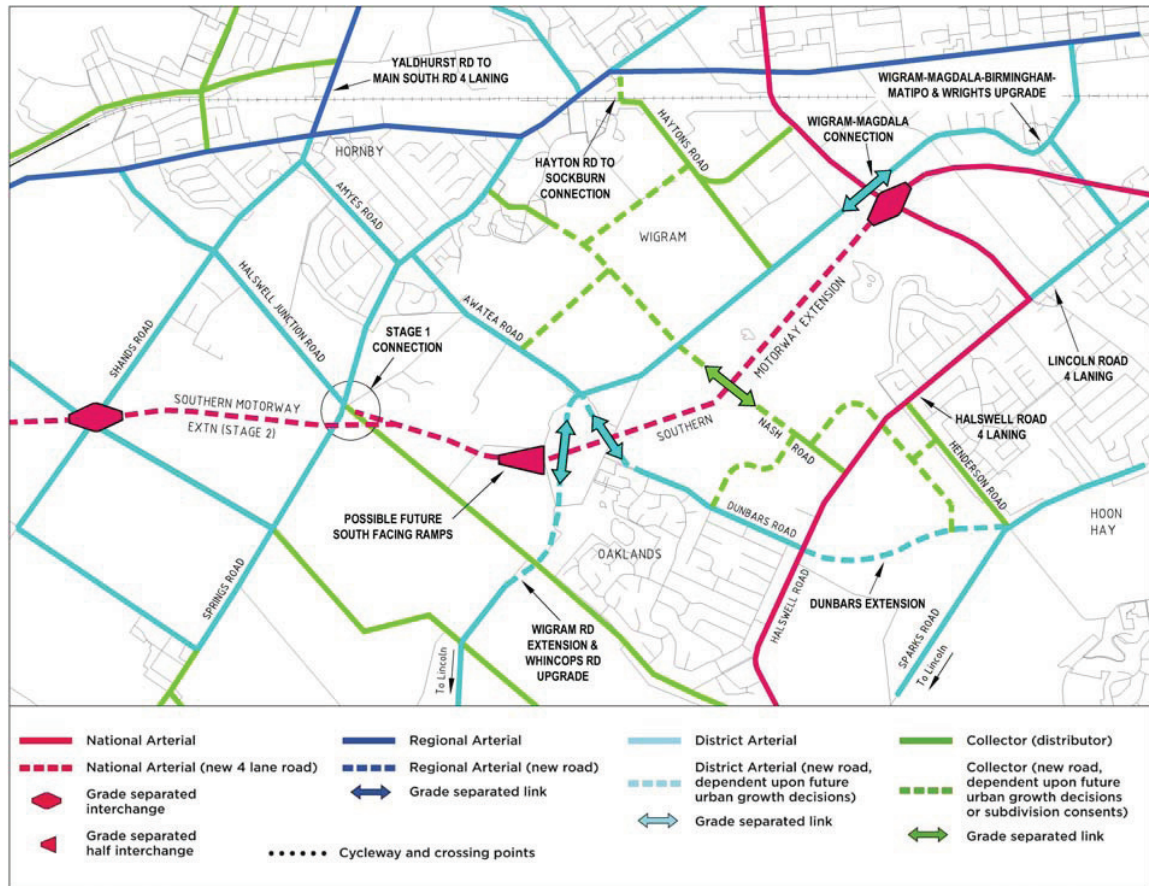 YALDHURST RD TO
MAIN SOUTH RD 4 LANING
WIGRAM-MAGDALA-BIRMINGHAM-
MATIPO & WRIGHTS UPGRADE
WIGRAM-MAGDALA
CONNECTION
HORNBY
HAYTONS ROAD
HAYTON RD TO
SOCKBURN
CONNECTION
AMYES ROAD
WIGRAM
HALSWELL JUNCTION ROAD
SHANDS ROAD
AWATEA ROAD
STAGE 1
CONNECTION
MOTORWAY EXTENSION
LINCOLN ROAD
4 LANING
SOUTHERN MOTORWAY
EXTN (STAGE 2)
SOUTHERN
NASH ROAD
HALSWELL ROAD
4 LANING
HENDERSON ROAD
POSSIBLE FUTURE
SOUTH FACING RAMPS
DUNBARS ROAD
HOON
HAY
OAKLANDS
SPRINGS ROAD
HALSWELL ROAD
DUNBARS EXTENSION
WIGRAM RD
EXTENSION &
WHINCOPS RD
UPGRADE
SPARKS ROAD
To Lincoln
To Lincoln
National Arterial
National Arterial (new 4 lane road)
Grade separated
interchange
Grade separated
half interchange
Regional Arterial
Regional Arterial (new road)
Grade separated link
Cycleway and crossing points
District Arterial
District Arterial (new road,
dependent upon future
urban growth decisions)
Grade separated link
Collector (distributor)
Collector (new road,
dependent upon future
urban growth decisions
or subdivision consents)
Grade separated link